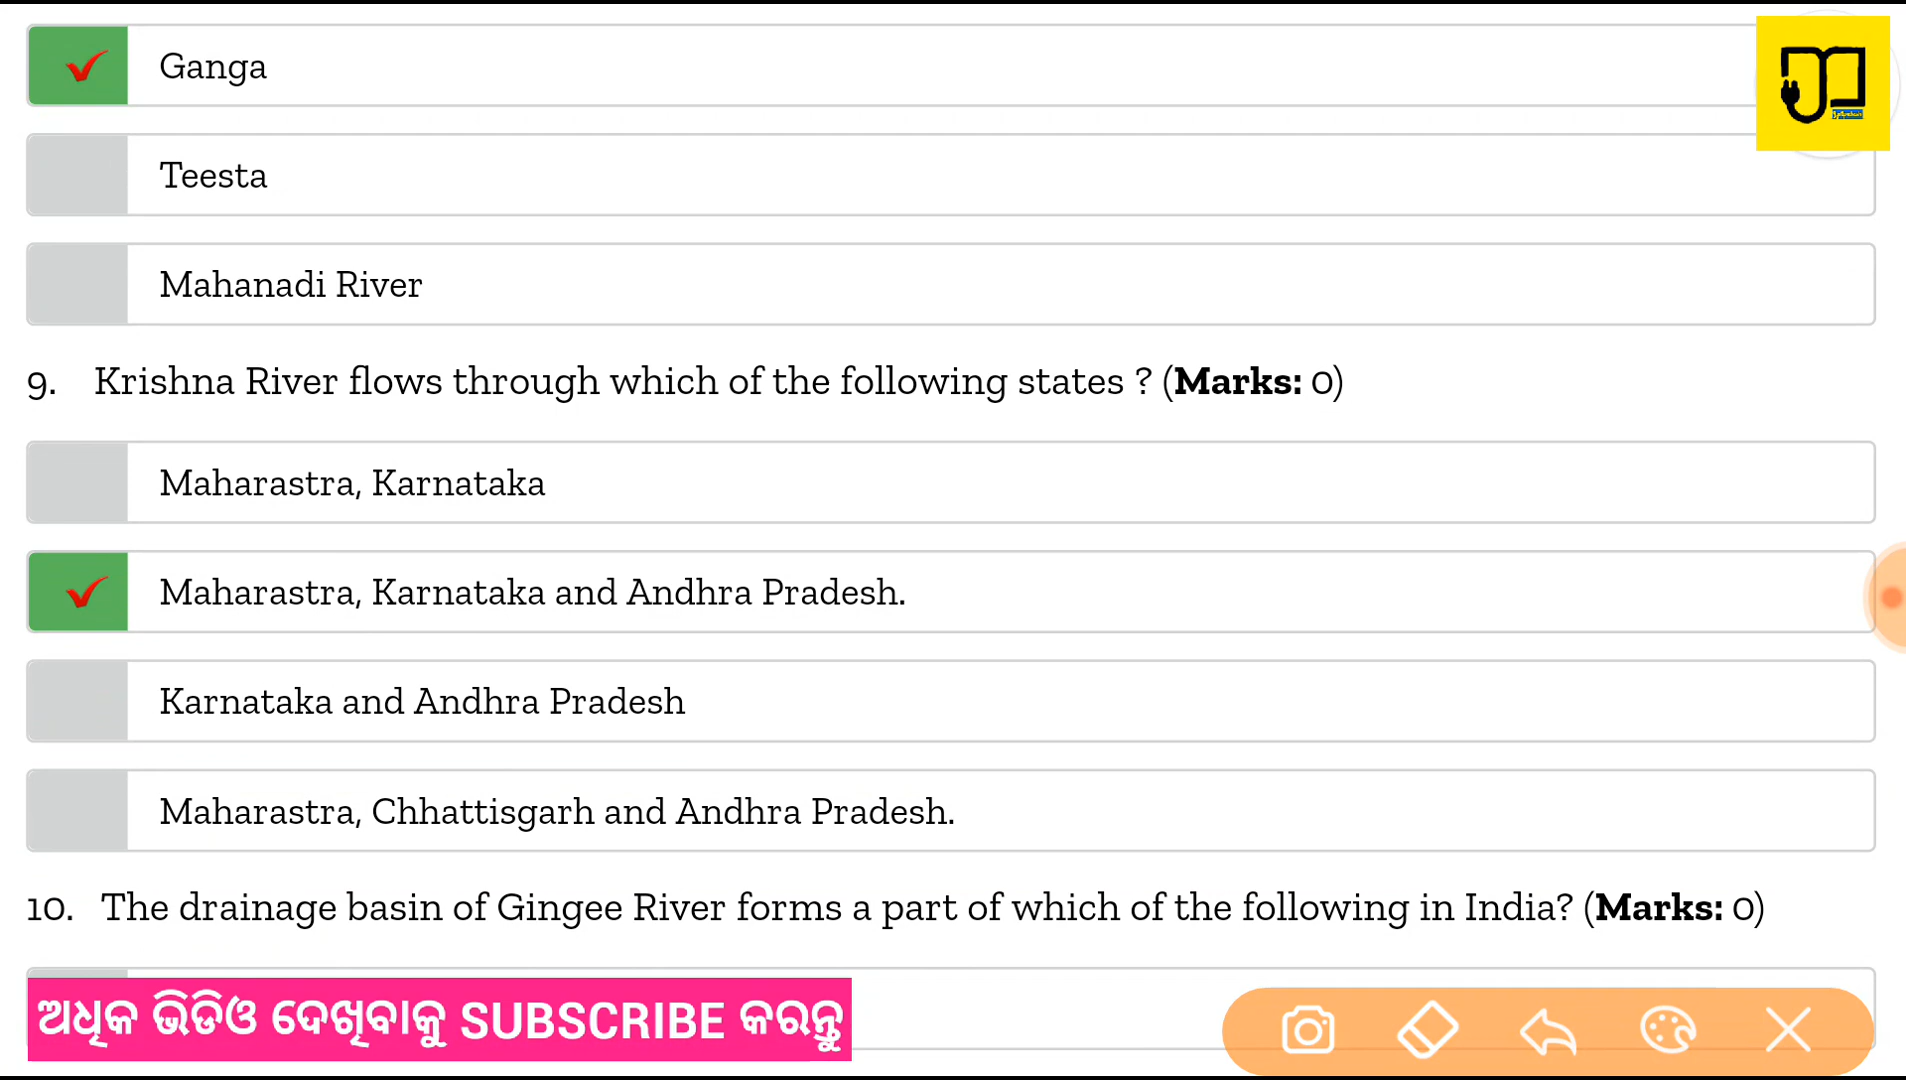 Ganga
Teesta
Mahanadi River
9. Krishna River flows through which of the following states ? (Marks: 0)
Maharastra, Karnataka
Maharastra, Karnataka and Andhra Pradesh.
Karnataka and Andhra Pradesh
Maharastra, Chhattisgarh and Andhra Pradesh.
10. The drainage basin of Gingee River forms a part of which of the following in India? (Marks: 0)
ଅଧିକ ଭିଡିଓ ଦେଖିବାକୁ SUBSCRIBE କରନ୍ତୁ